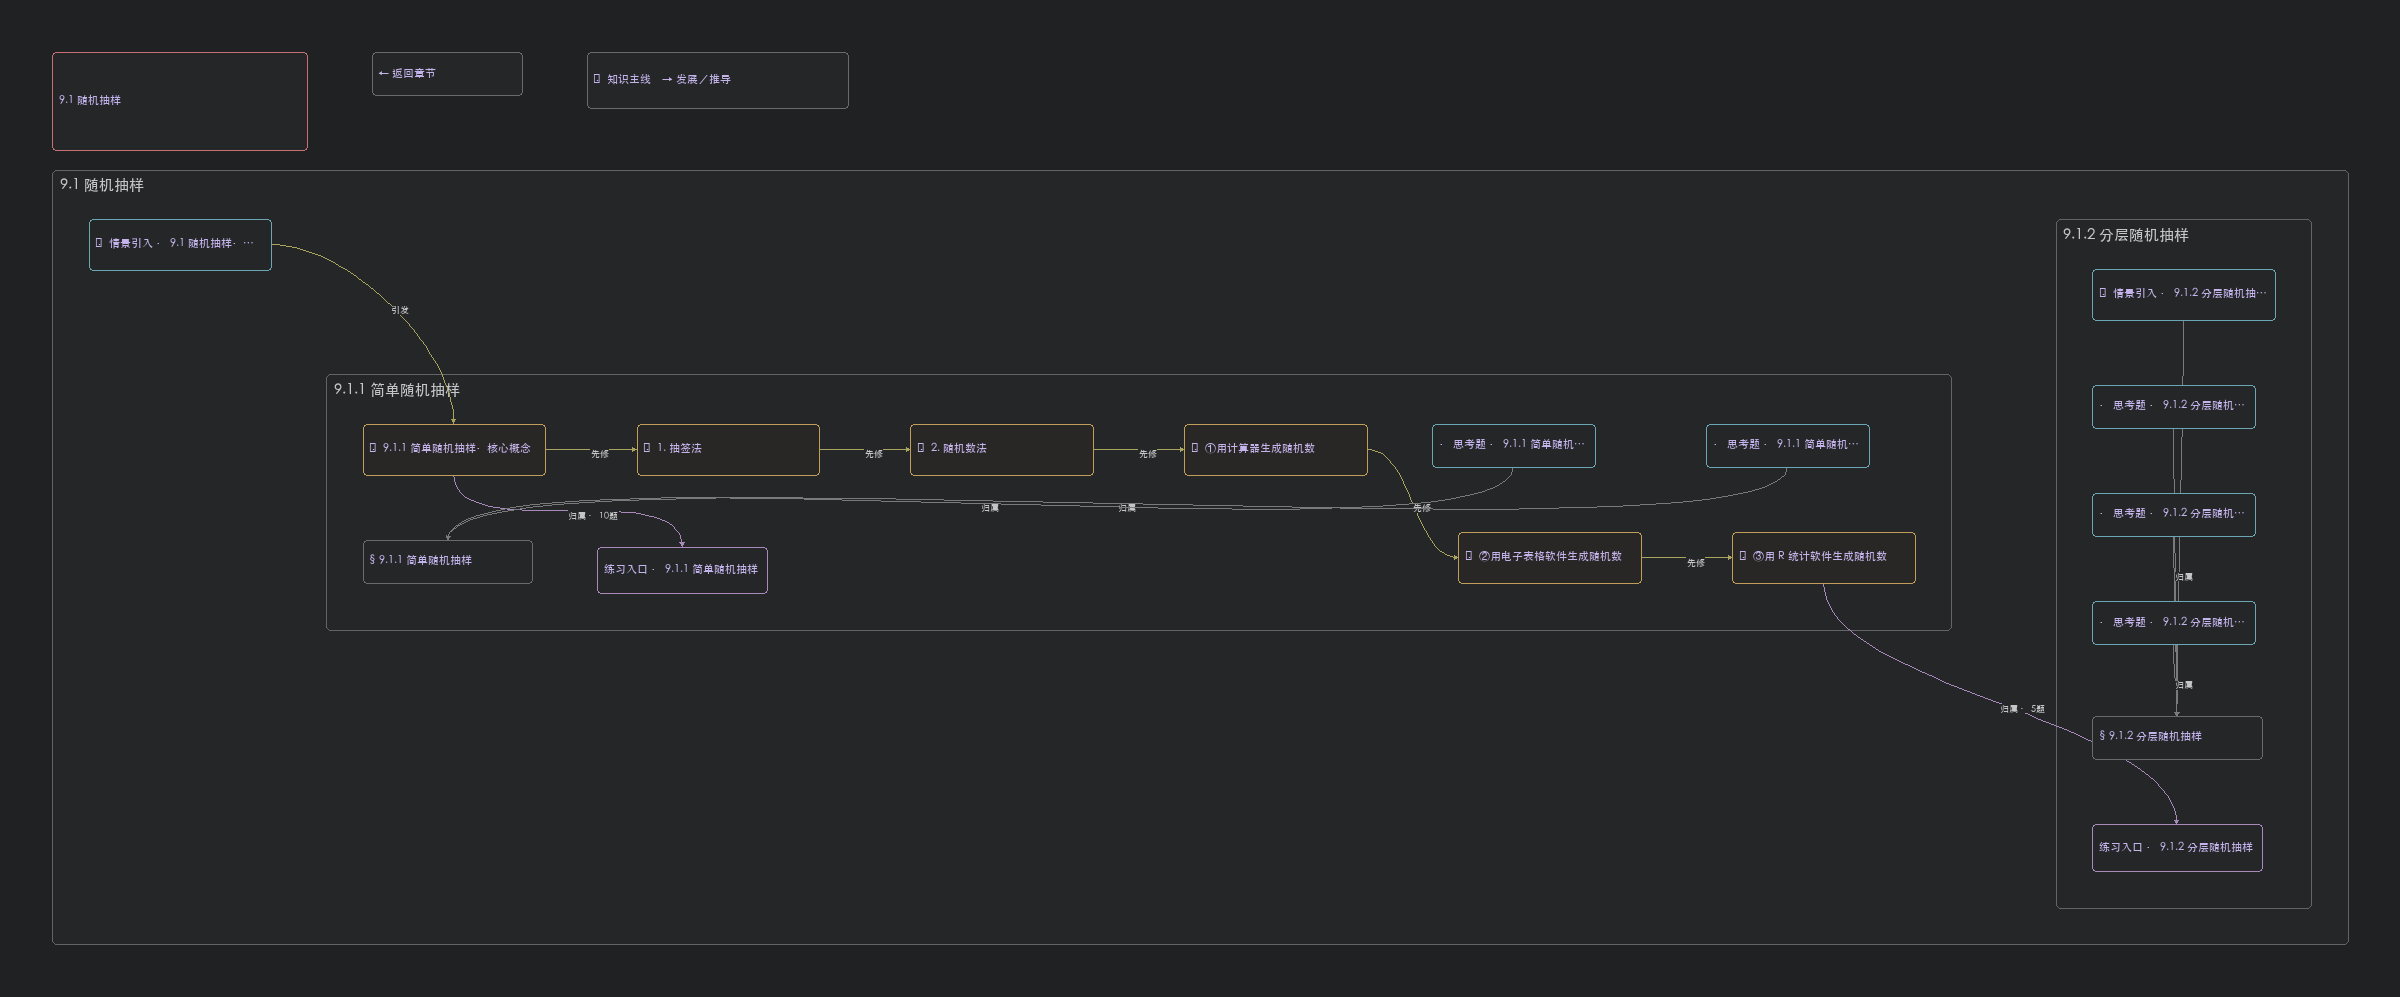 9.1 随机抽样
← 返回章节
知识主线 → 发展／推导
9.1 随机抽样
情景引入 · 9.1 随机抽样· …
引发
9.1.1 简单随机抽样
9.1.1 简单随机抽样· 核心概念
先修
1. 抽签法
先修
2. 随机数法
先修
①用计算器生成随机数
· 思考题 · 9.1.1 简单随机…
· 思考题 · 9.1.1 简单随机…
归属 · 10题
归属
归属
先修
§ 9.1.1 简单随机抽样
练习入口 · 9.1.1 简单随机抽样
②用电子表格软件生成随机数
先修
③用 R 统计软件生成随机数
归属 · 5题
9.1.2 分层随机抽样
情景引入 · 9.1.2 分层随机抽…
· 思考题 · 9.1.2 分层随机…
· 思考题 · 9.1.2 分层随机…
归属
· 思考题 · 9.1.2 分层随机…
归属
§ 9.1.2 分层随机抽样
练习入口 · 9.1.2 分层随机抽样